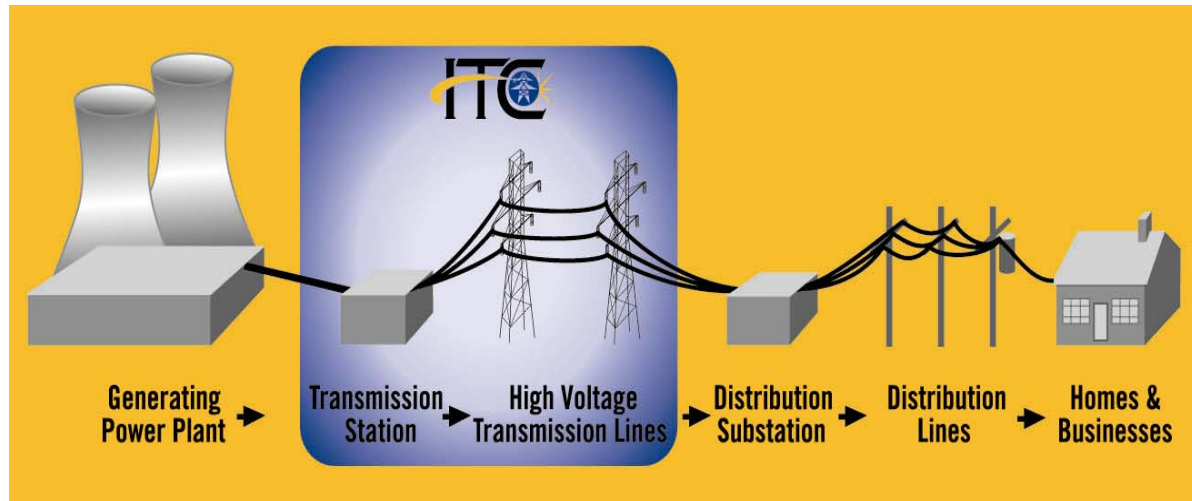 ITC
Generating
Power Plant
Transmission
Station
High Voltage
Transmission Lines
Distribution
Substation
Distribution
Lines
Homes &
Businesses